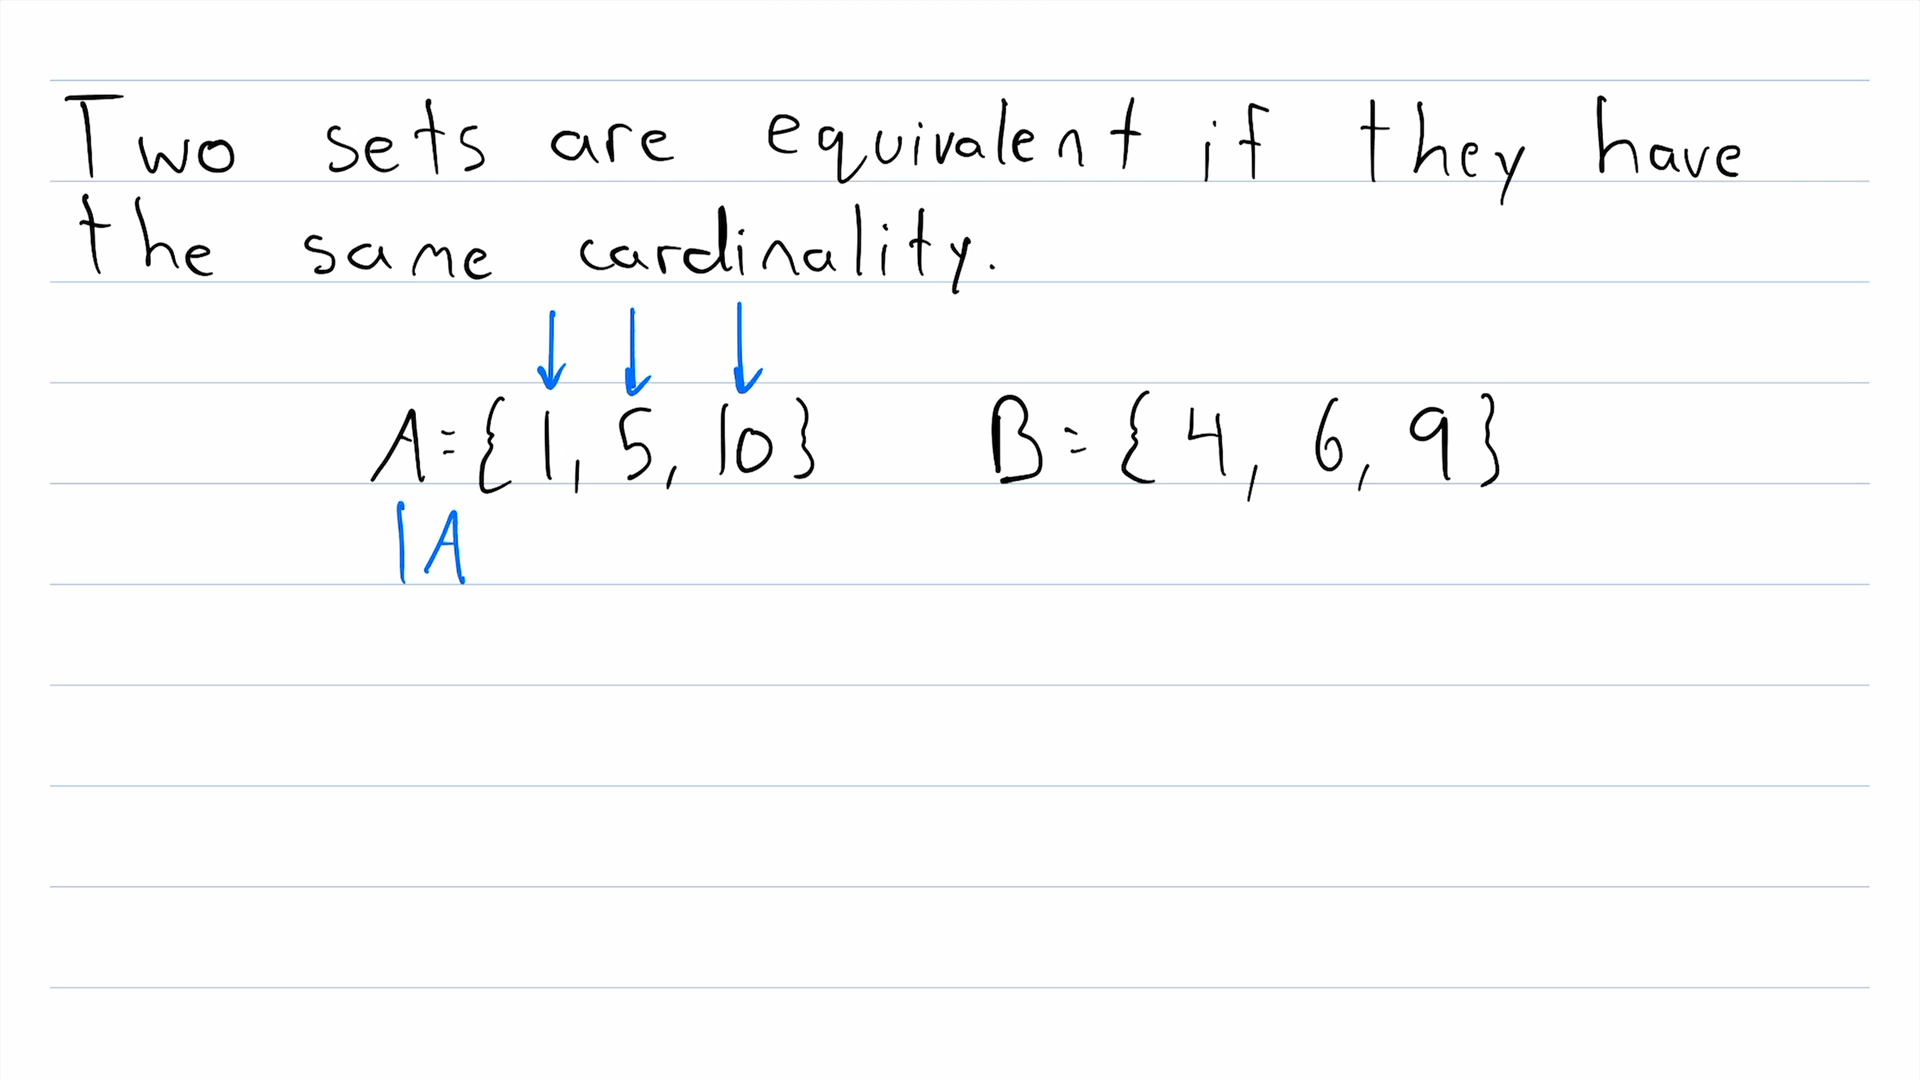 Two sets are equivalent if they have
the same cardinality.
A={1, 5, 10} B={4, 6, 9}
|A